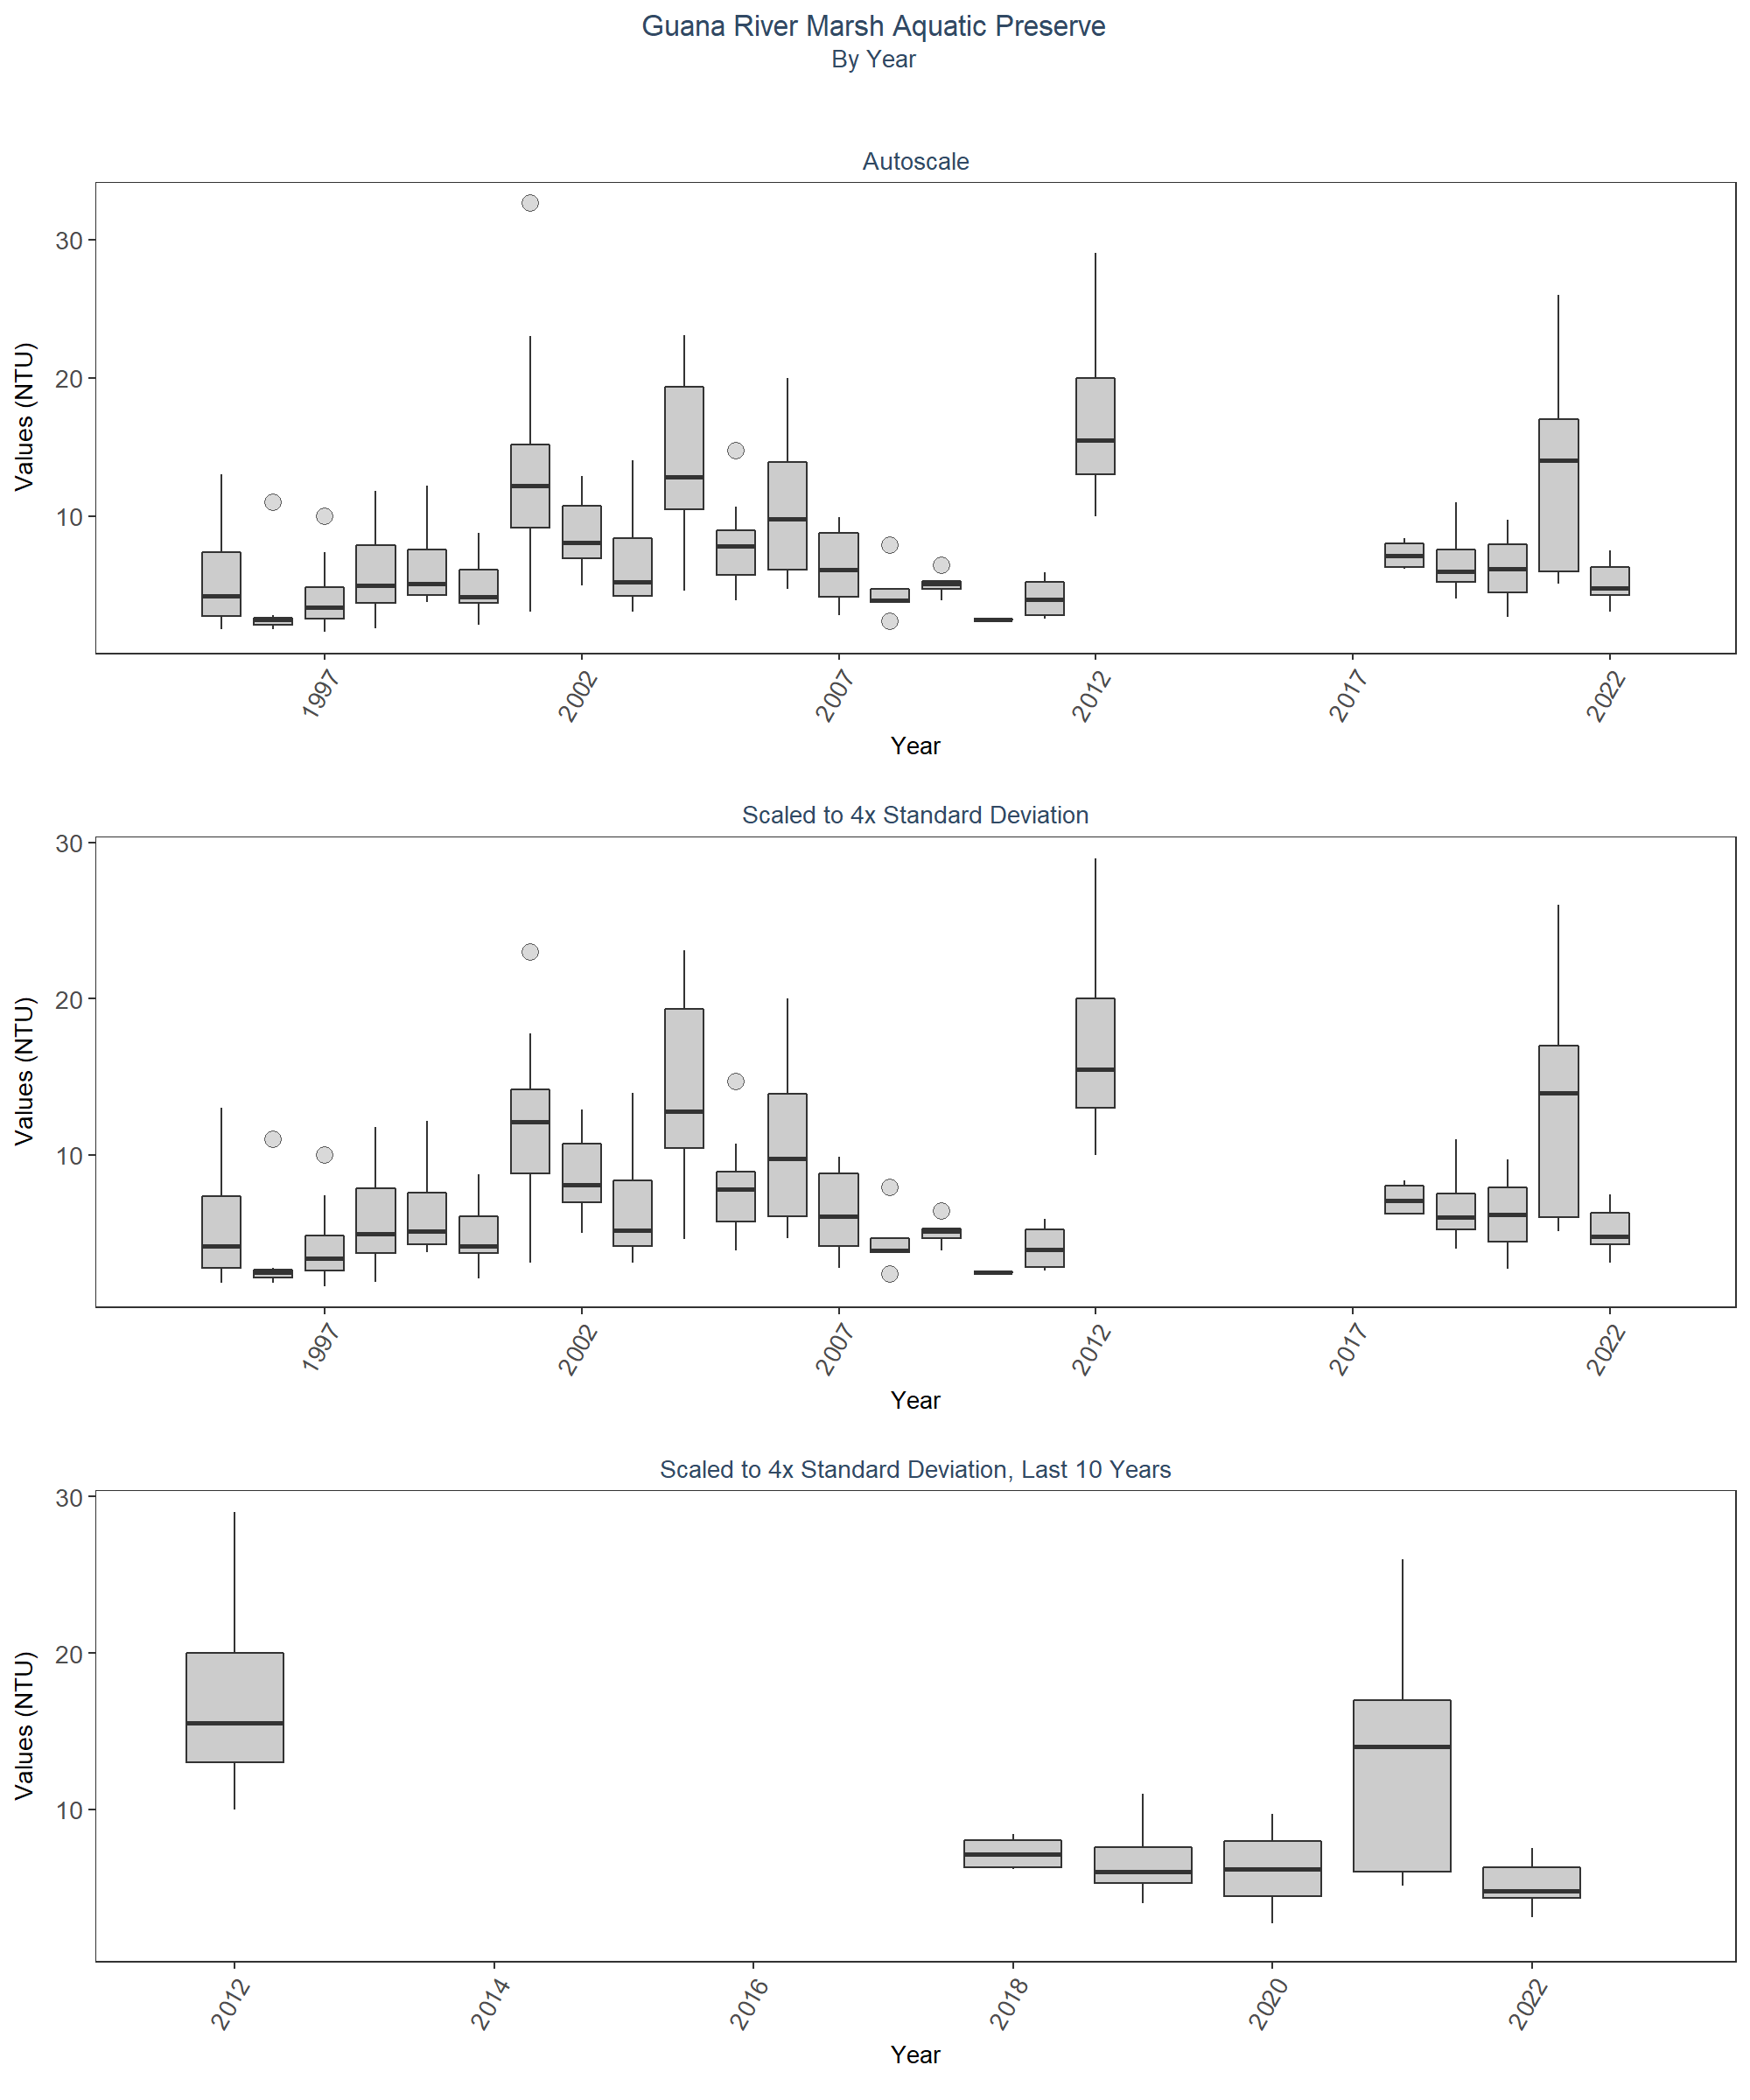 Guana River Marsh Aquatic Preserve
By Year
Autoscale
Values (NTU)
30
20
10
1997 2002 2007 2012 2017 2022
Year
Scaled to 4x Standard Deviation
Values (NTU)
30
20
10
1997 2002 2007 2012 2017 2022
Year
Scaled to 4x Standard Deviation, Last 10 Years
Values (NTU)
30
20
10
2012 2014 2016 2018 2020 2022
Year